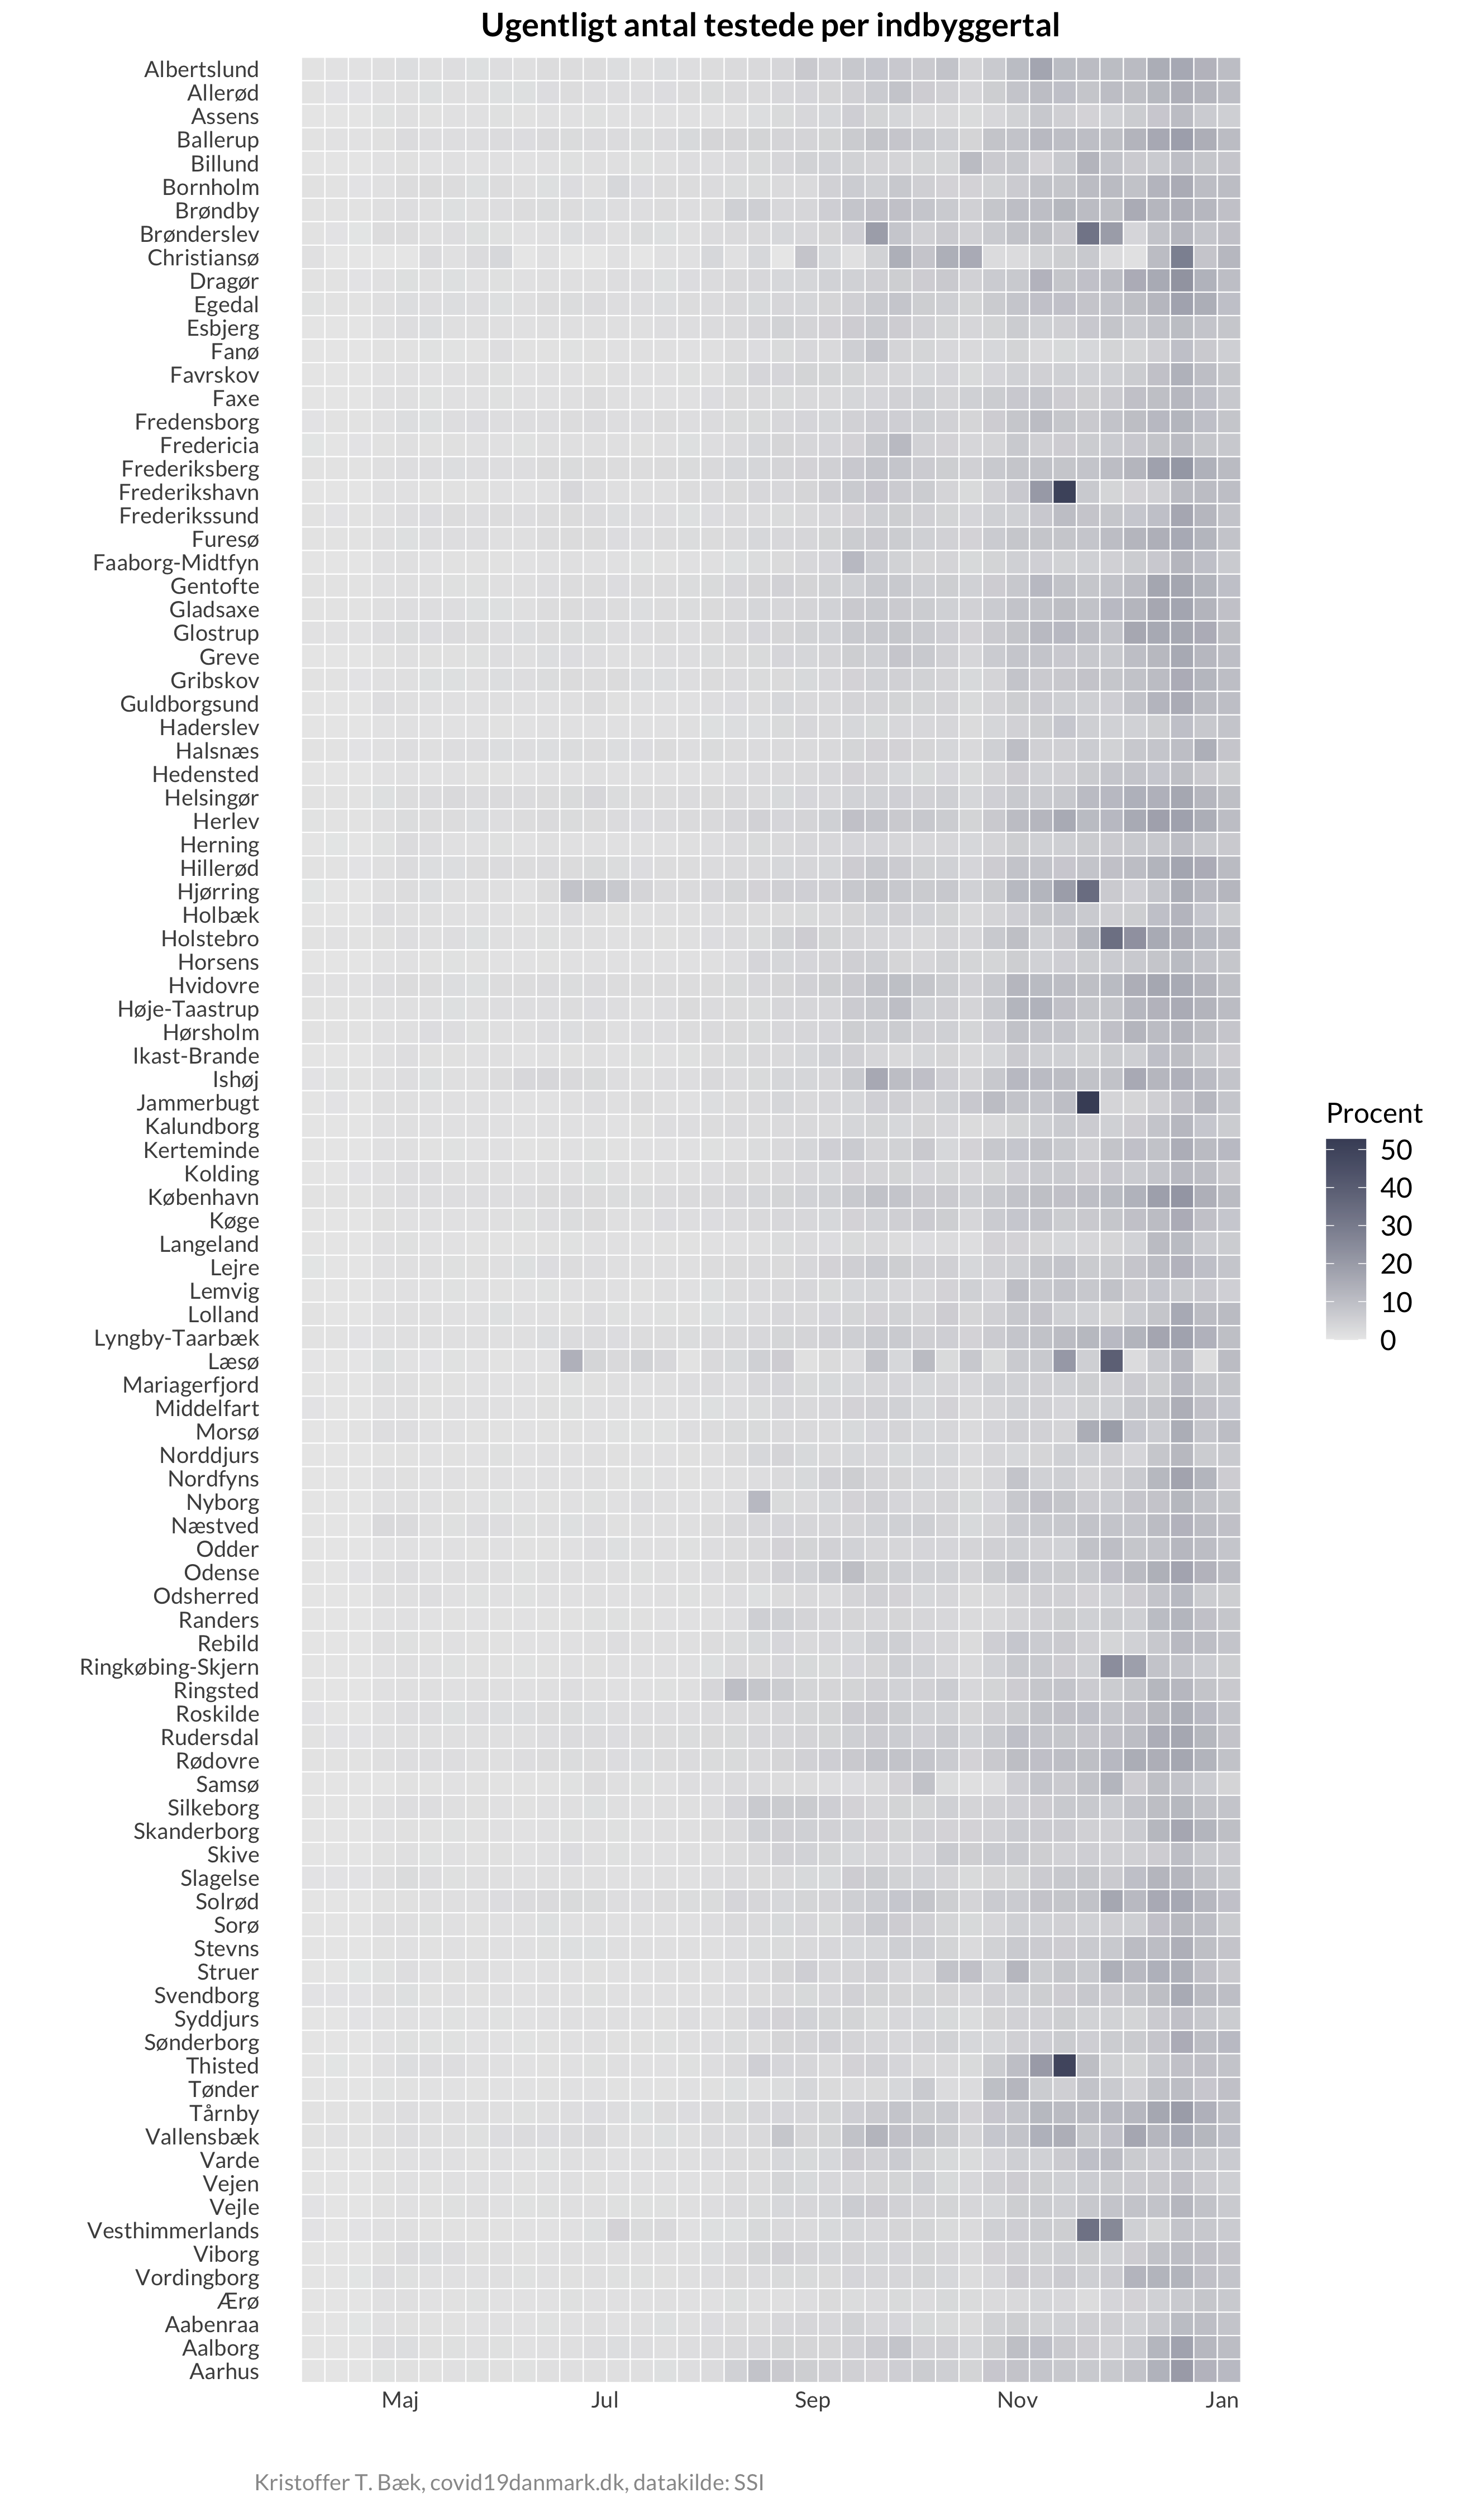 Ugentligt antal testede per indbyggertal
Albertslund
Allerød
Assens
Ballerup
Billund
Bornholm
Brøndby
Brønderslev
Christiansø
Dragør
Egedal
Esbjerg
Fanø
Favrskov
Faxe
Fredensborg
Fredericia
Frederiksberg
Frederikshavn
Frederikssund
Furesø
Faaborg-Midtfyn
Gentofte
Gladsaxe
Glostrup
Greve
Gribskov
Guldborgsund
Haderslev
Halsnæs
Hedensted
Helsingør
Herlev
Herning
Hillerød
Hjørring
Holbæk
Holstebro
Horsens
Hvidovre
Høje-Taastrup
Hørsholm
Ikast-Brande
Ishøj
Jammerbugt
Kalundborg
Kerteminde
Kolding
København
Køge
Langeland
Lejre
Lemvig
Lolland
Lyngby-Taarbæk
Læsø
Mariagerfjord
Middelfart
Morsø
Norddjurs
Nordfyns
Nyborg
Næstved
Odder
Odense
Odsherred
Randers
Rebild
Ringkøbing-Skjern
Ringsted
Roskilde
Rudersdal
Rødovre
Samsø
Silkeborg
Skanderborg
Skive
Slagelse
Solrød
Sorø
Stevns
Struer
Svendborg
Syddjurs
Sønderborg
Thisted
Tønder
Tårnby
Vallensbæk
Varde
Vejen
Vejle
Vesthimmerlands
Viborg
Vordingborg
Ærø
Aabenraa
Aalborg
Aarhus
Maj Jul Sep Nov Jan
Procent
50
40
30
20
10
0
Kristoffer T. Bæk, covid19danmark.dk, datakilde: SSI